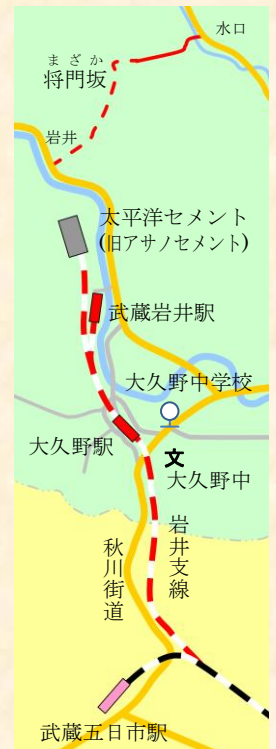 水口
まざか
将門坂
岩井
太平洋セメント
(旧アサノセメント)
武蔵岩井駅
大久野中学校
大久野駅
文
大久野中
岩井支線
秋川街道
武蔵五日市駅